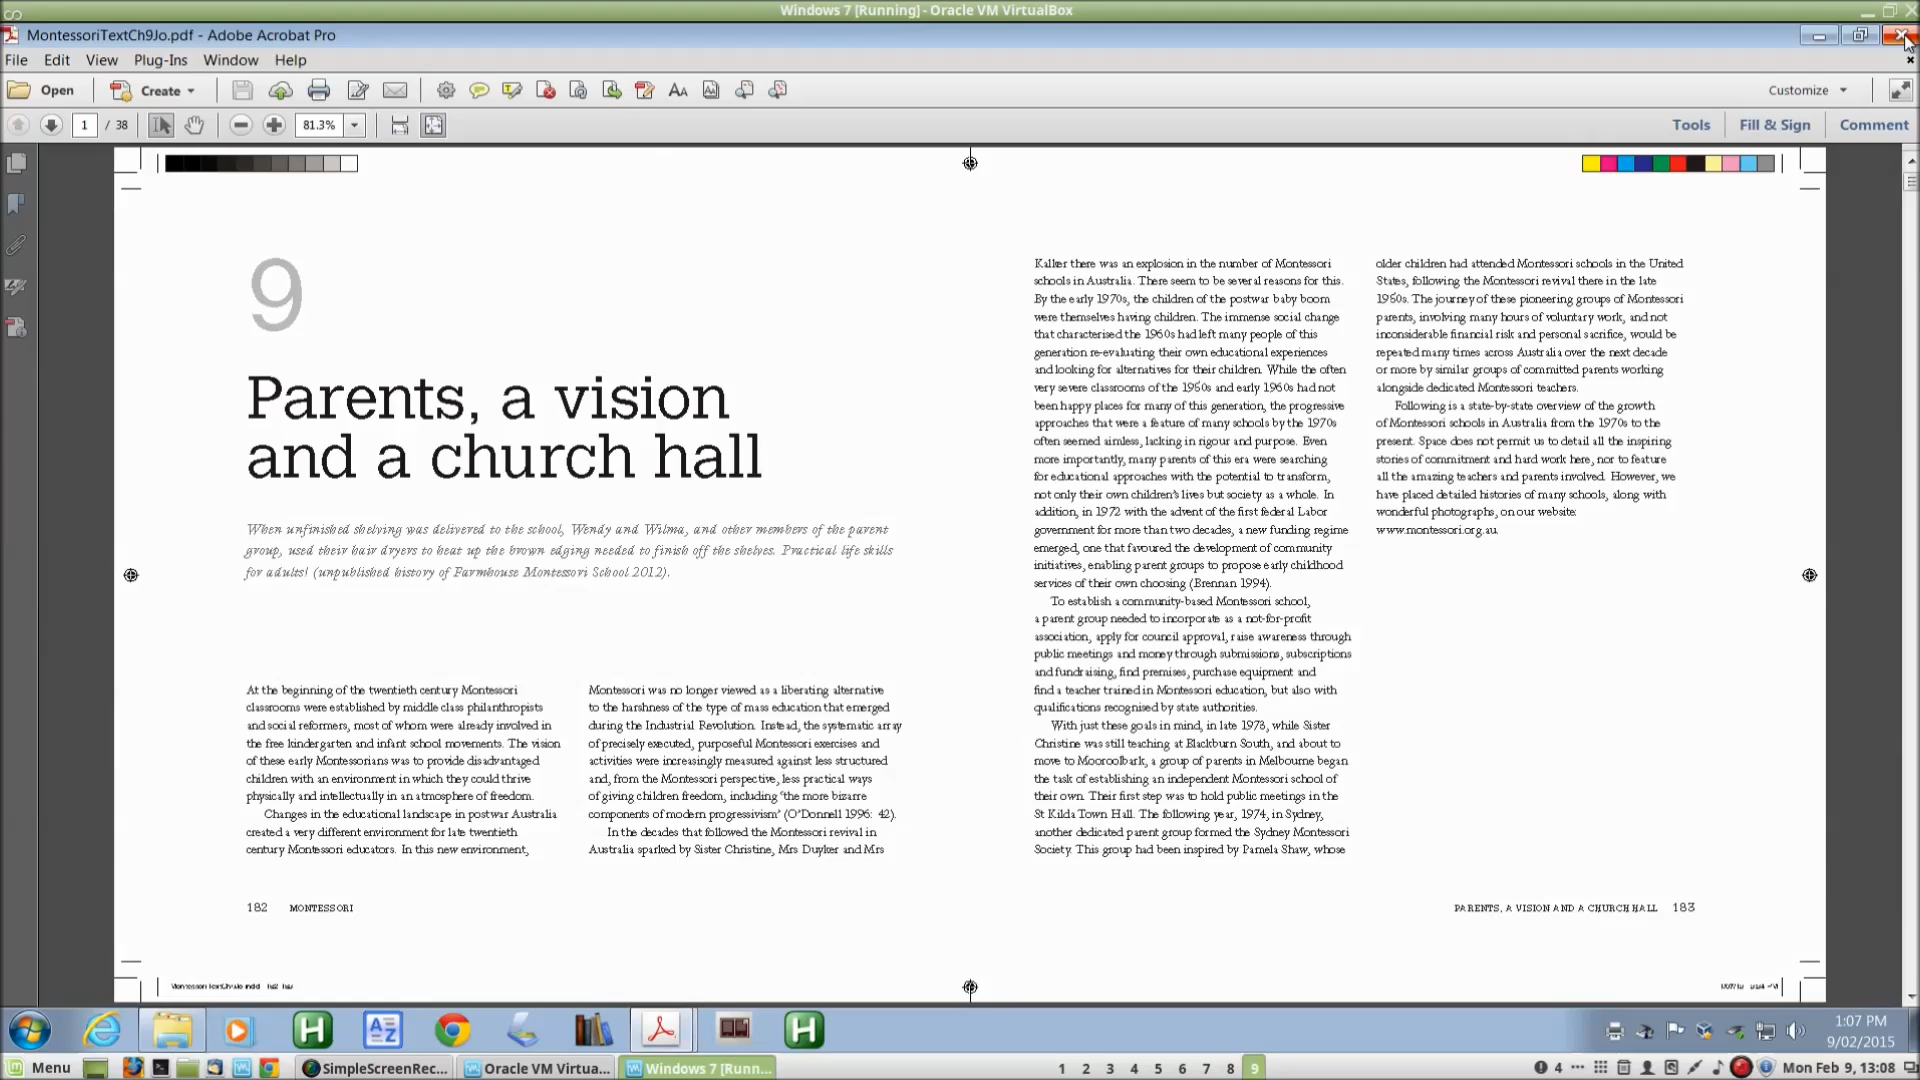 Windows 7 [Running] - Oracle VM VirtualBox
MontessoriTextCh9Jo.pdf - Adobe Acrobat Pro
File Edit View Plug-Ins Window Help
Open Create Customize
1 / 38 81.3% Tools Fill & Sign Comment
9
Parents, a vision
and a church hall
When unfinished shelving was delivered to the school, Wendy and Wilma, and other members of the parent
group, used their hair dryers to heat up the brown edging needed to finish off the shelves. Practical life skills
for adults! (unpublished history of Farmhouse Montessori School 2012).
At the beginning of the twentieth century Montessori
classrooms were established by middle class philanthropists
and social reformers, most of whom were already involved in
the free kindergarten and infant school movements. The vision
of these early Montessorians was to provide disadvantaged
children with an environment in which they could thrive
physically and intellectually in an atmosphere of freedom.
Changes in the educational landscape in postwar Australia
created a very different environment for late twentieth
century Montessori educators. In this new environment,
Montessori was no longer viewed as a liberating alternative
to the harshness of the type of mass education that emerged
during the Industrial Revolution. Instead, the systematic array
of precisely executed, purposeful Montessori exercises and
activities were increasingly measured against less structured
and, from the Montessori perspective, less practical ways
of giving children freedom, including ‘the more bizarre
components of modern progressivism’ (O’Donnell 1996: 42).
In the decades that followed the Montessori revival in
Australia sparked by Sister Christine, Mrs Duyker and Mrs
182 MONTESSORI
Kalker there was an explosion in the number of Montessori
schools in Australia. There seem to be several reasons for this.
By the early 1970s, the children of the postwar baby boom
were themselves having children. The immense social change
that characterised the 1960s had left many people of this
generation re-evaluating their own educational experiences
and looking for alternatives for their children. While the often
very severe classrooms of the 1950s and early 1960s had not
been happy places for many of this generation, the progressive
approaches that were a feature of many schools by the 1970s
often seemed aimless, lacking in rigour and purpose. Even
more importantly, many parents of this era were searching
for educational approaches with the potential to transform,
not only their own children’s lives but society as a whole. In
addition, in 1972 with the advent of the first federal Labor
government for more than two decades, a new funding regime
emerged, one that favoured the development of community
initiatives, enabling parent groups to propose early childhood
services of their own choosing (Brennan 1994).
To establish a community-based Montessori school,
a parent group needed to incorporate as a not-for-profit
association, apply for council approval, raise awareness through
public meetings and money through submissions, subscriptions
and fundraising, find premises, purchase equipment and
find a teacher trained in Montessori education, but also with
qualifications recognised by state authorities.
With just these goals in mind, in late 1973, while Sister
Christine was still teaching at Blackburn South, and about to
move to Mooroolbark, a group of parents in Melbourne began
the task of establishing an independent Montessori school of
their own. Their first step was to hold public meetings in the
St Kilda Town Hall. The following year, 1974, in Sydney,
another dedicated parent group formed the Sydney Montessori
Society. This group had been inspired by Pamela Shaw, whose
older children had attended Montessori schools in the United
States, following the Montessori revival there in the late
1950s. The journey of these pioneering groups of Montessori
parents, involving many hours of voluntary work, and not
inconsiderable financial risk and personal sacrifice, would be
repeated many times across Australia over the next decade
or more by similar groups of committed parents working
alongside dedicated Montessori teachers.
Following is a state-by-state overview of the growth
of Montessori schools in Australia from the 1970s to the
present. Space does not permit us to detail all the inspiring
stories of commitment and hard work here, nor to feature
all the amazing teachers and parents involved. However, we
have placed detailed histories of many schools, along with
wonderful photographs, on our website:
www.montessori.org.au.
PARENTS, A VISION AND A CHURCH HALL 183
1:07 PM
9/02/2015
Menu SimpleScreenRec... Oracle VM Virtua... Windows 7 [Runn... 1 2 3 4 5 6 7 8 9 4 Mon Feb 9, 13:08